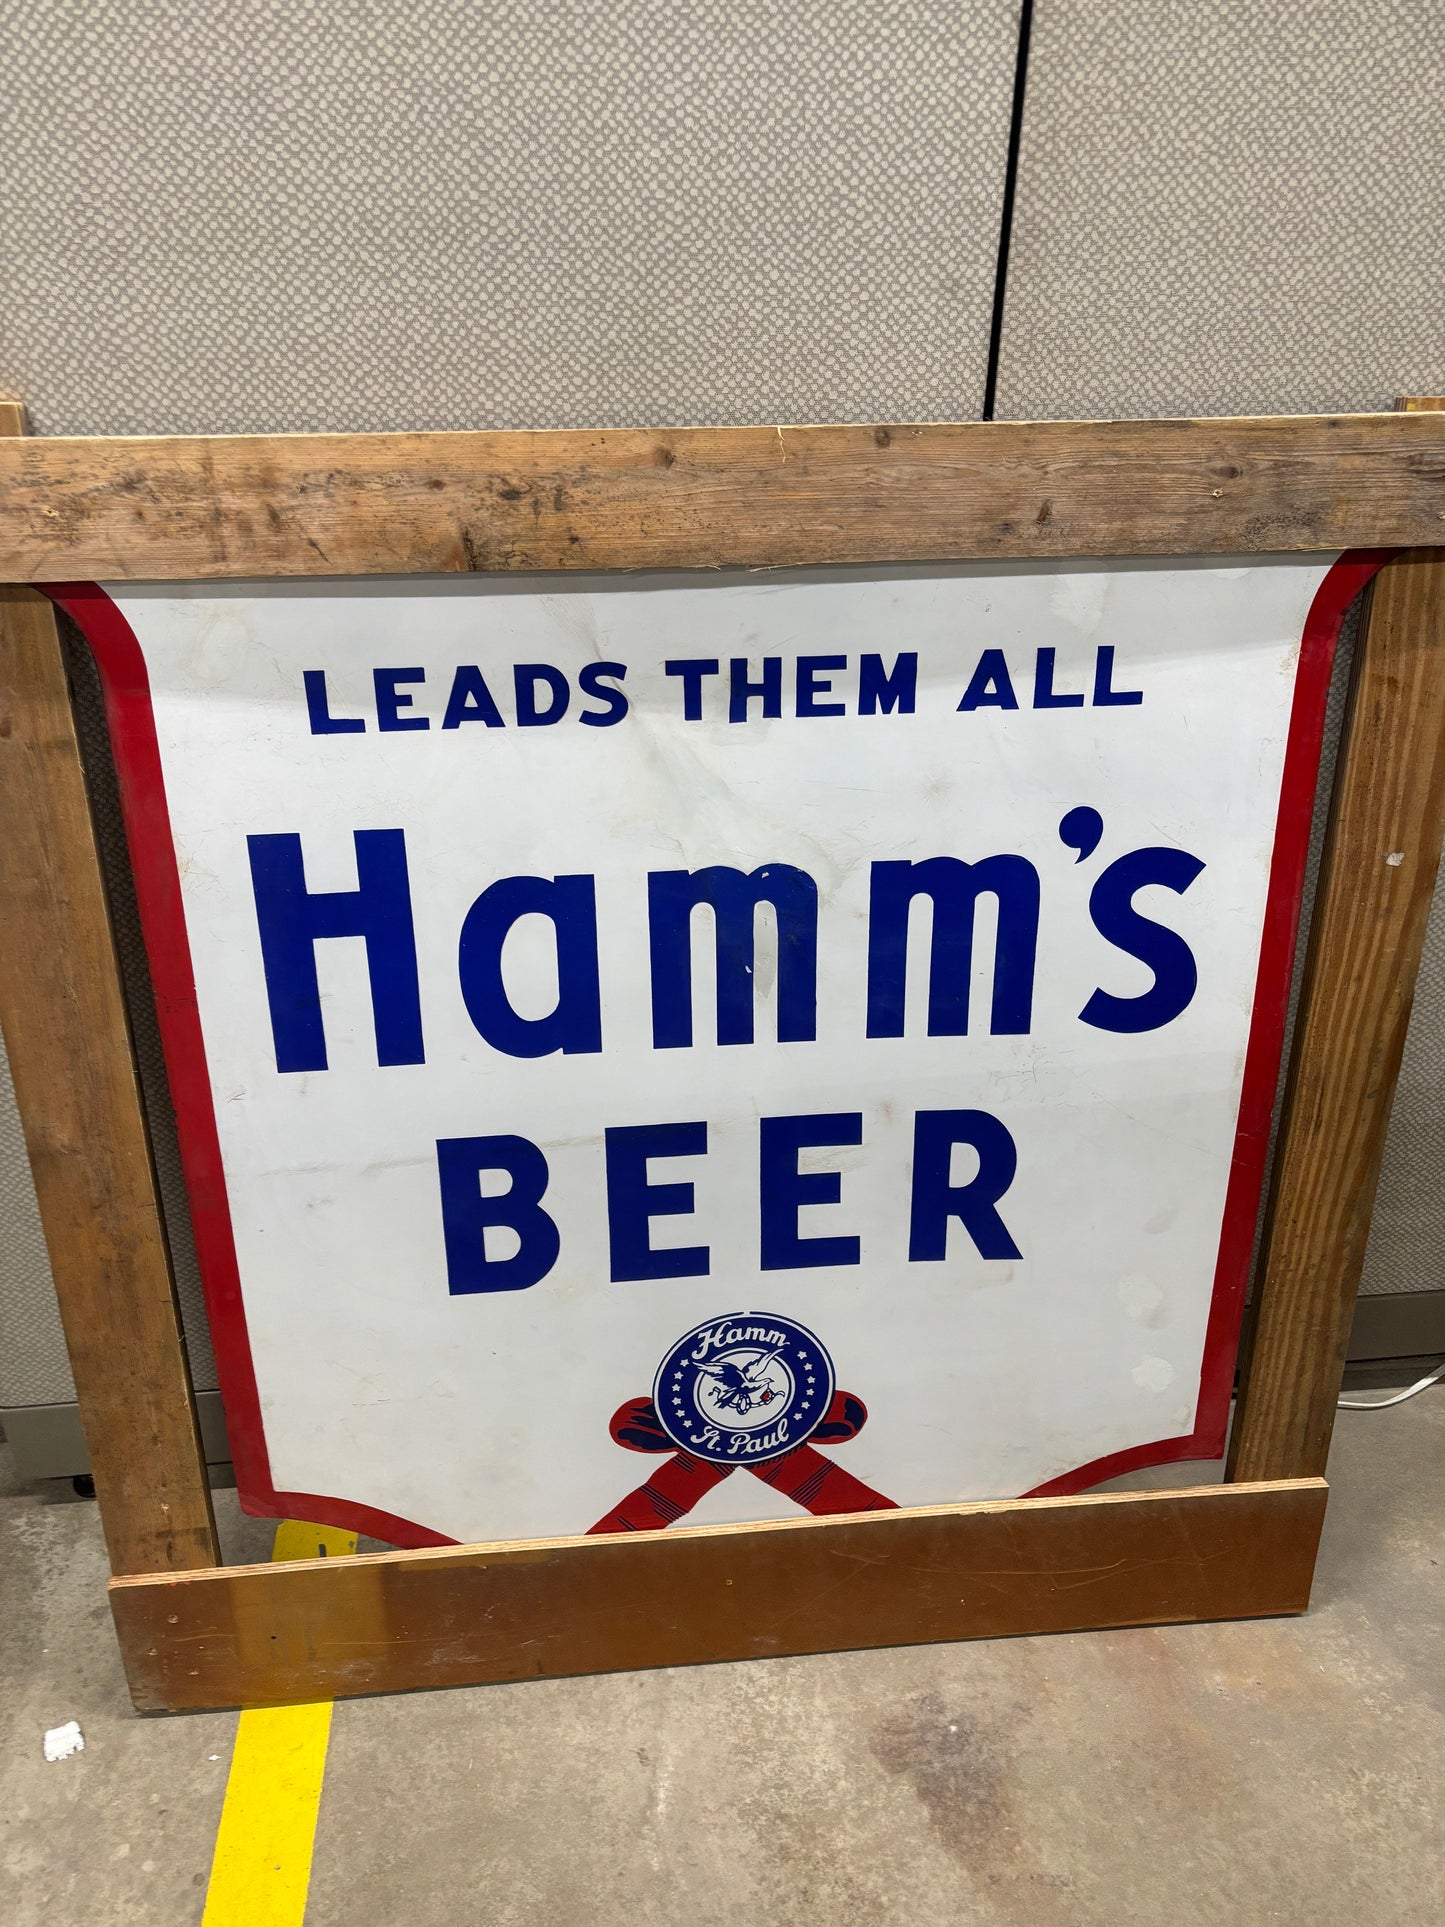 LEADS THEM ALL
Hamm's
BEER
Hamm
St. Paul